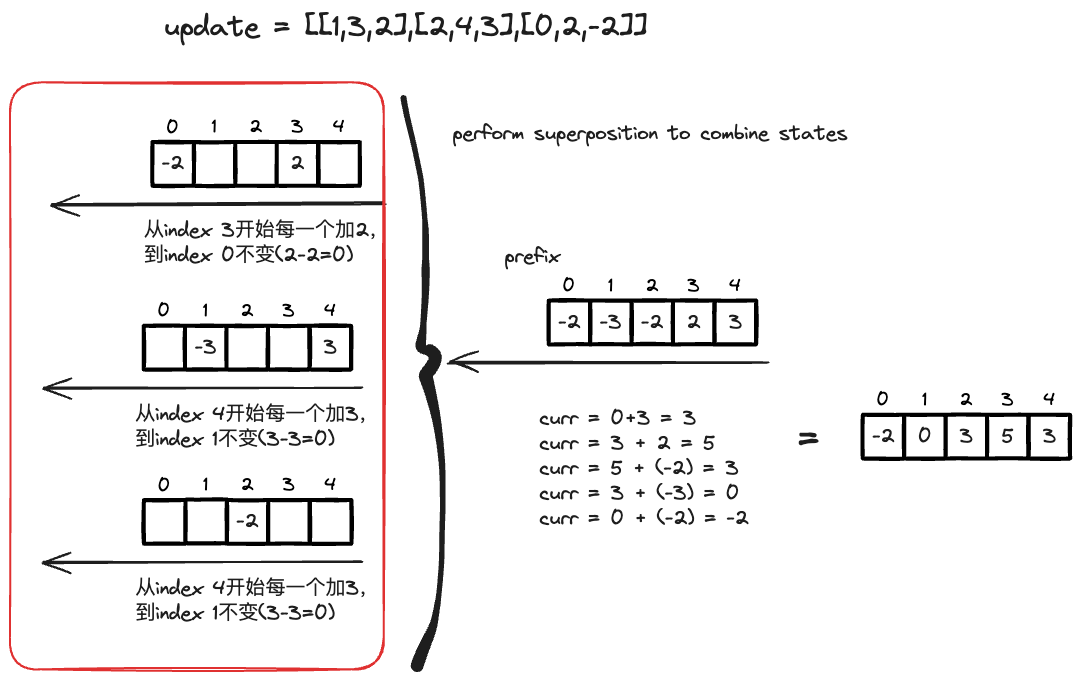 update = [[1,3,2],[2,4,3],[0,2,-2]]
0 1 2 3 4
-2 2
从index 3开始每一个加2,
到index 0不变(2-2=0)
0 1 2 3 4
-3 3
从index 4开始每一个加3,
到index 1不变(3-3=0)
0 1 2 3 4
-2
从index 4开始每一个加3,
到index 1不变(3-3=0)
perform superposition to combine states
prefix
0 1 2 3 4
-2 -3 -2 2 3
curr = 0+3 = 3
curr = 3 + 2 = 5
curr = 5 + (-2) = 3
curr = 3 + (-3) = 0
curr = 0 + (-2) = -2
=
0 1 2 3 4
-2 0 3 5 3